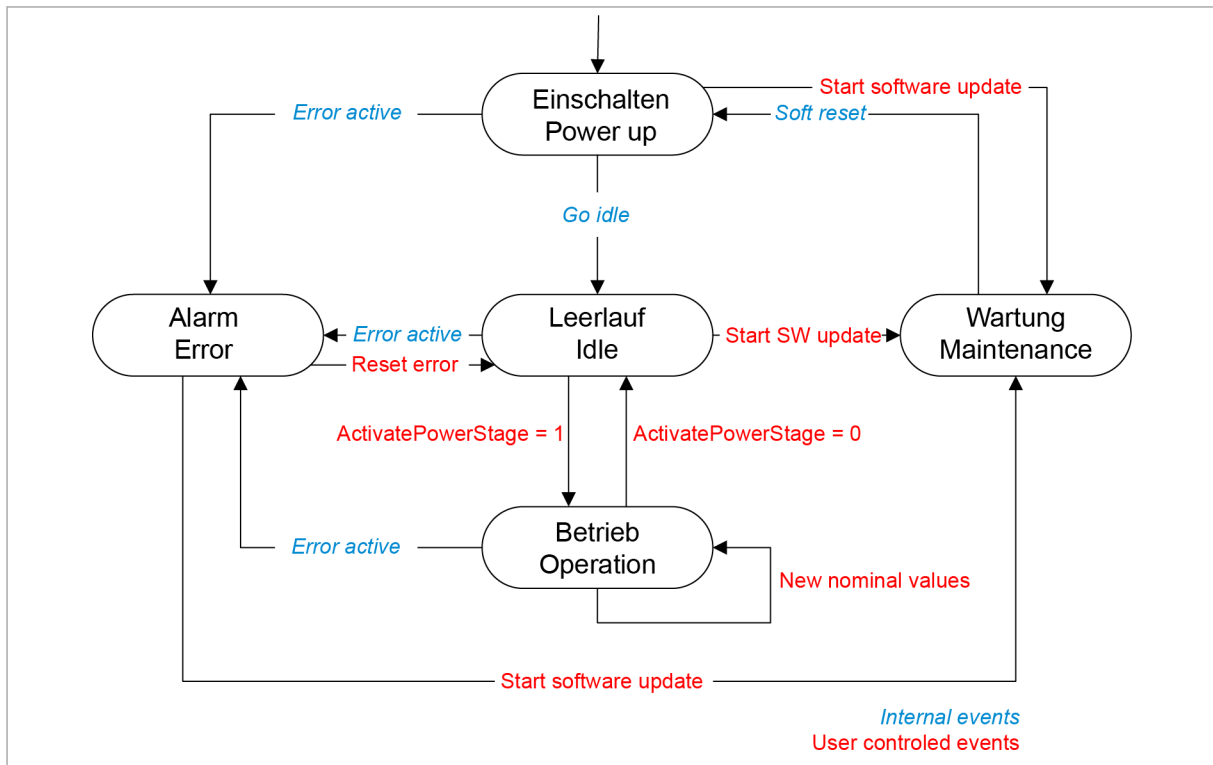 Einschalten
Power up
Start software update
Error active
Soft reset
Go idle
Alarm
Error
Error active
Reset error
Leerlauf
Idle
Start SW update
Wartung
Maintenance
ActivatePowerStage = 1
ActivatePowerStage = 0
Error active
Betrieb
Operation
New nominal values
Start software update
Internal events
User controled events